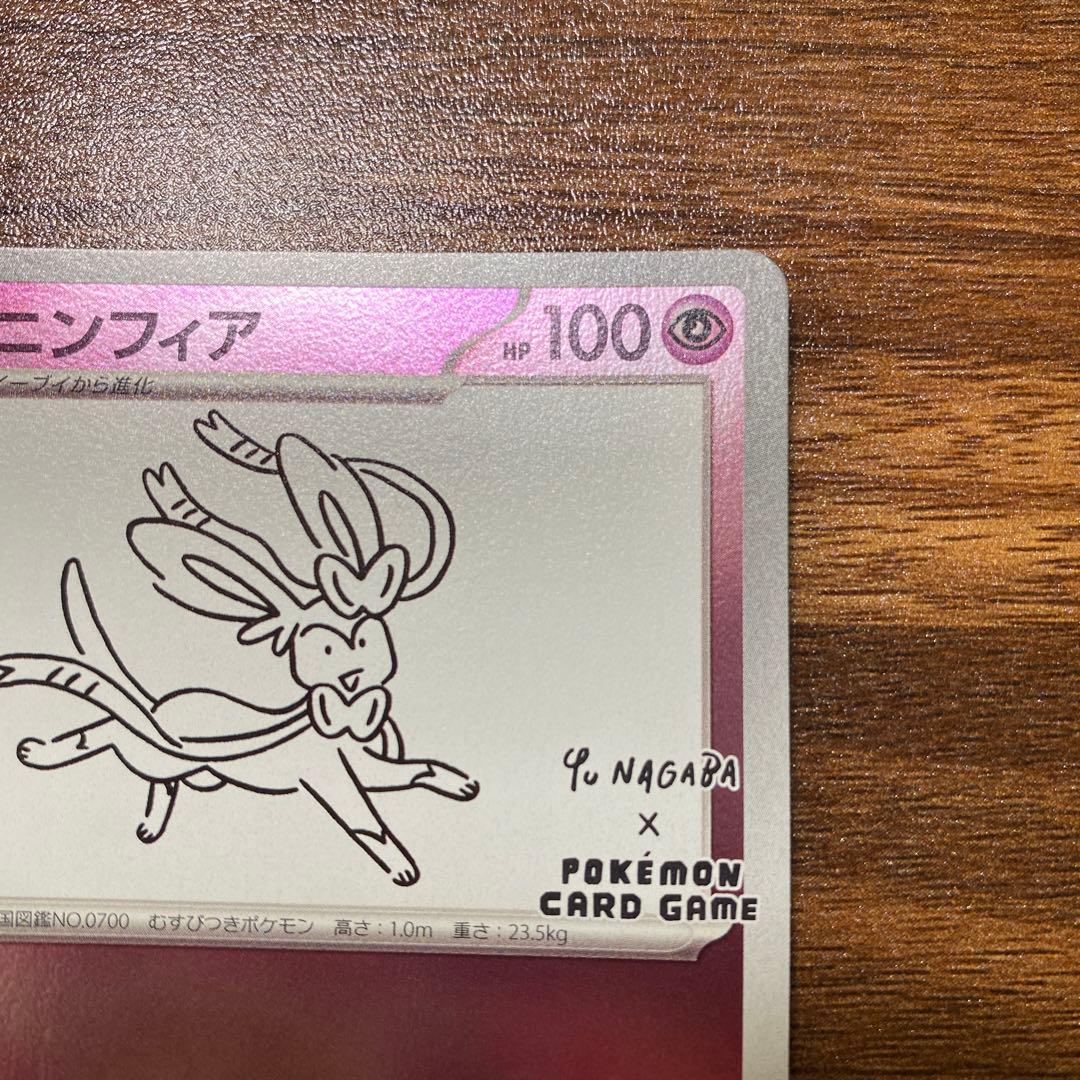 ニンフィア HP 100
イーブイから進化
YU NAGABA
×
POKÉMON
CARD GAME
国図鑑NO.0700 むすびつきポケモン 高さ:1.0m 重さ:23.5kg